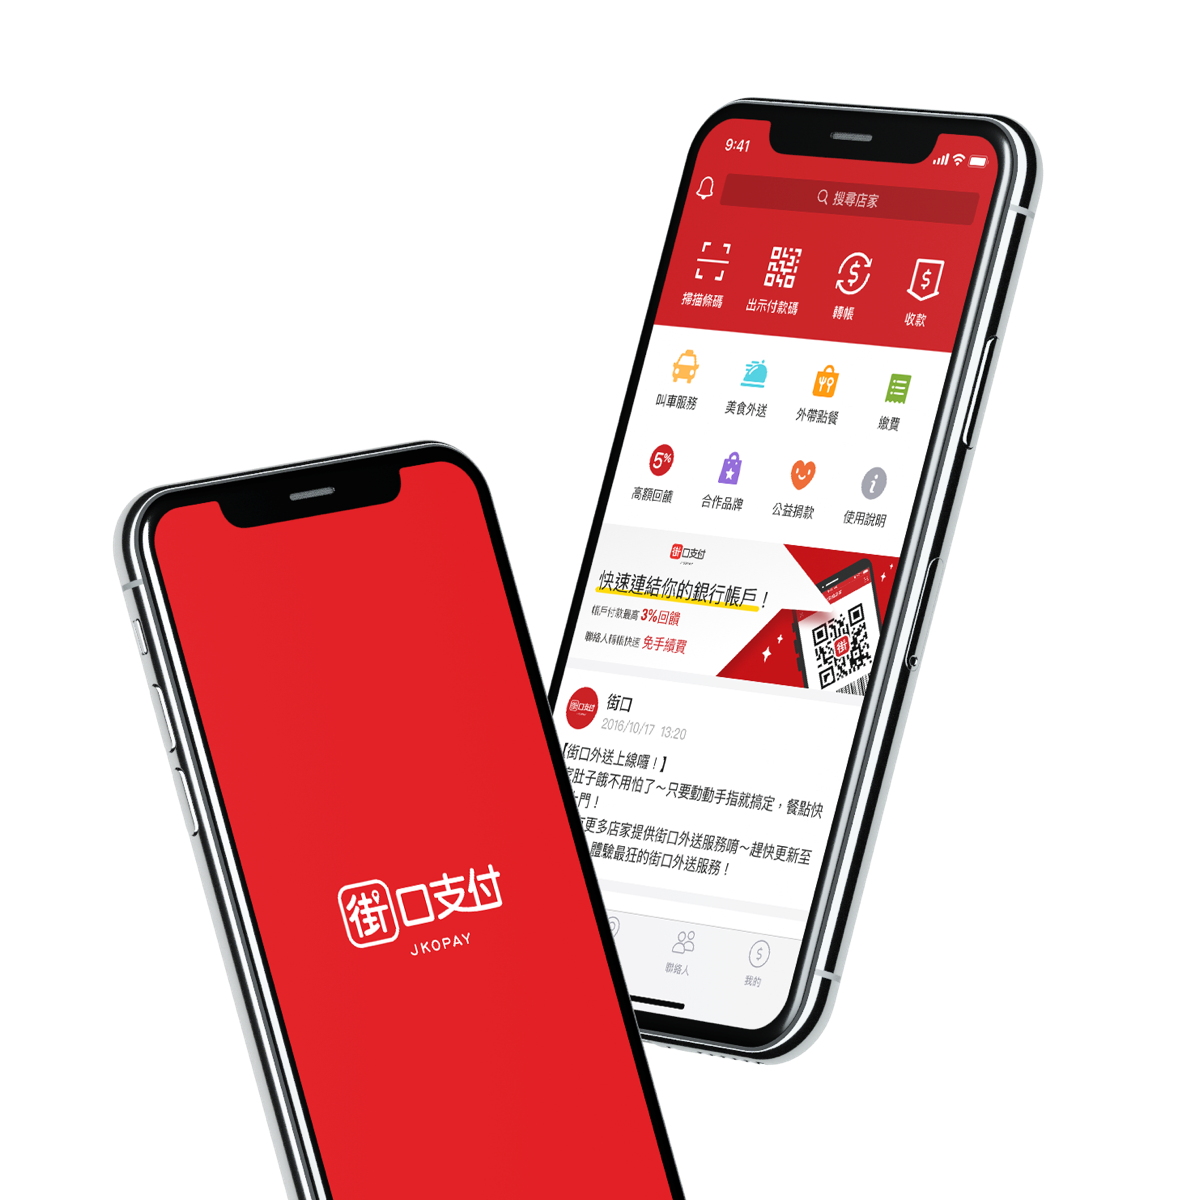 9:41
搜尋店家
掃描條碼
出示付款碼
轉帳
收款
叫車服務
美食外送
外帶點餐
繳費
5%
高額回饋
合作品牌
公益捐款
使用說明
街口支付
快速連結你的銀行帳戶！
帳戶付款最高 3%回饋
聯絡人轉帳快速 免手續費
街
街口支付
街口
2016/10/17 13:20
【街口外送上線囉！】
家肚子餓不用怕了～只要動動手指就搞定，餐點快
門！
更多店家提供街口外送服務唷～趕快更新至
體驗最狂的街口外送服務！
聯絡人
我的
街口支付
JKOPAY